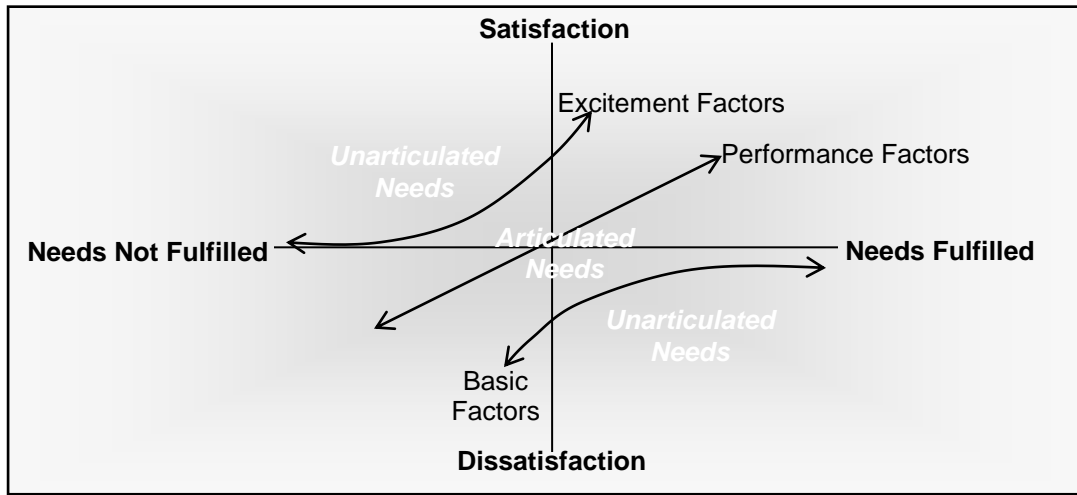 Satisfaction
Excitement Factors
Unarticulated
Needs
Performance Factors
Needs Not Fulfilled
Articulated
Needs
Needs Fulfilled
Unarticulated
Needs
Basic
Factors
Dissatisfaction